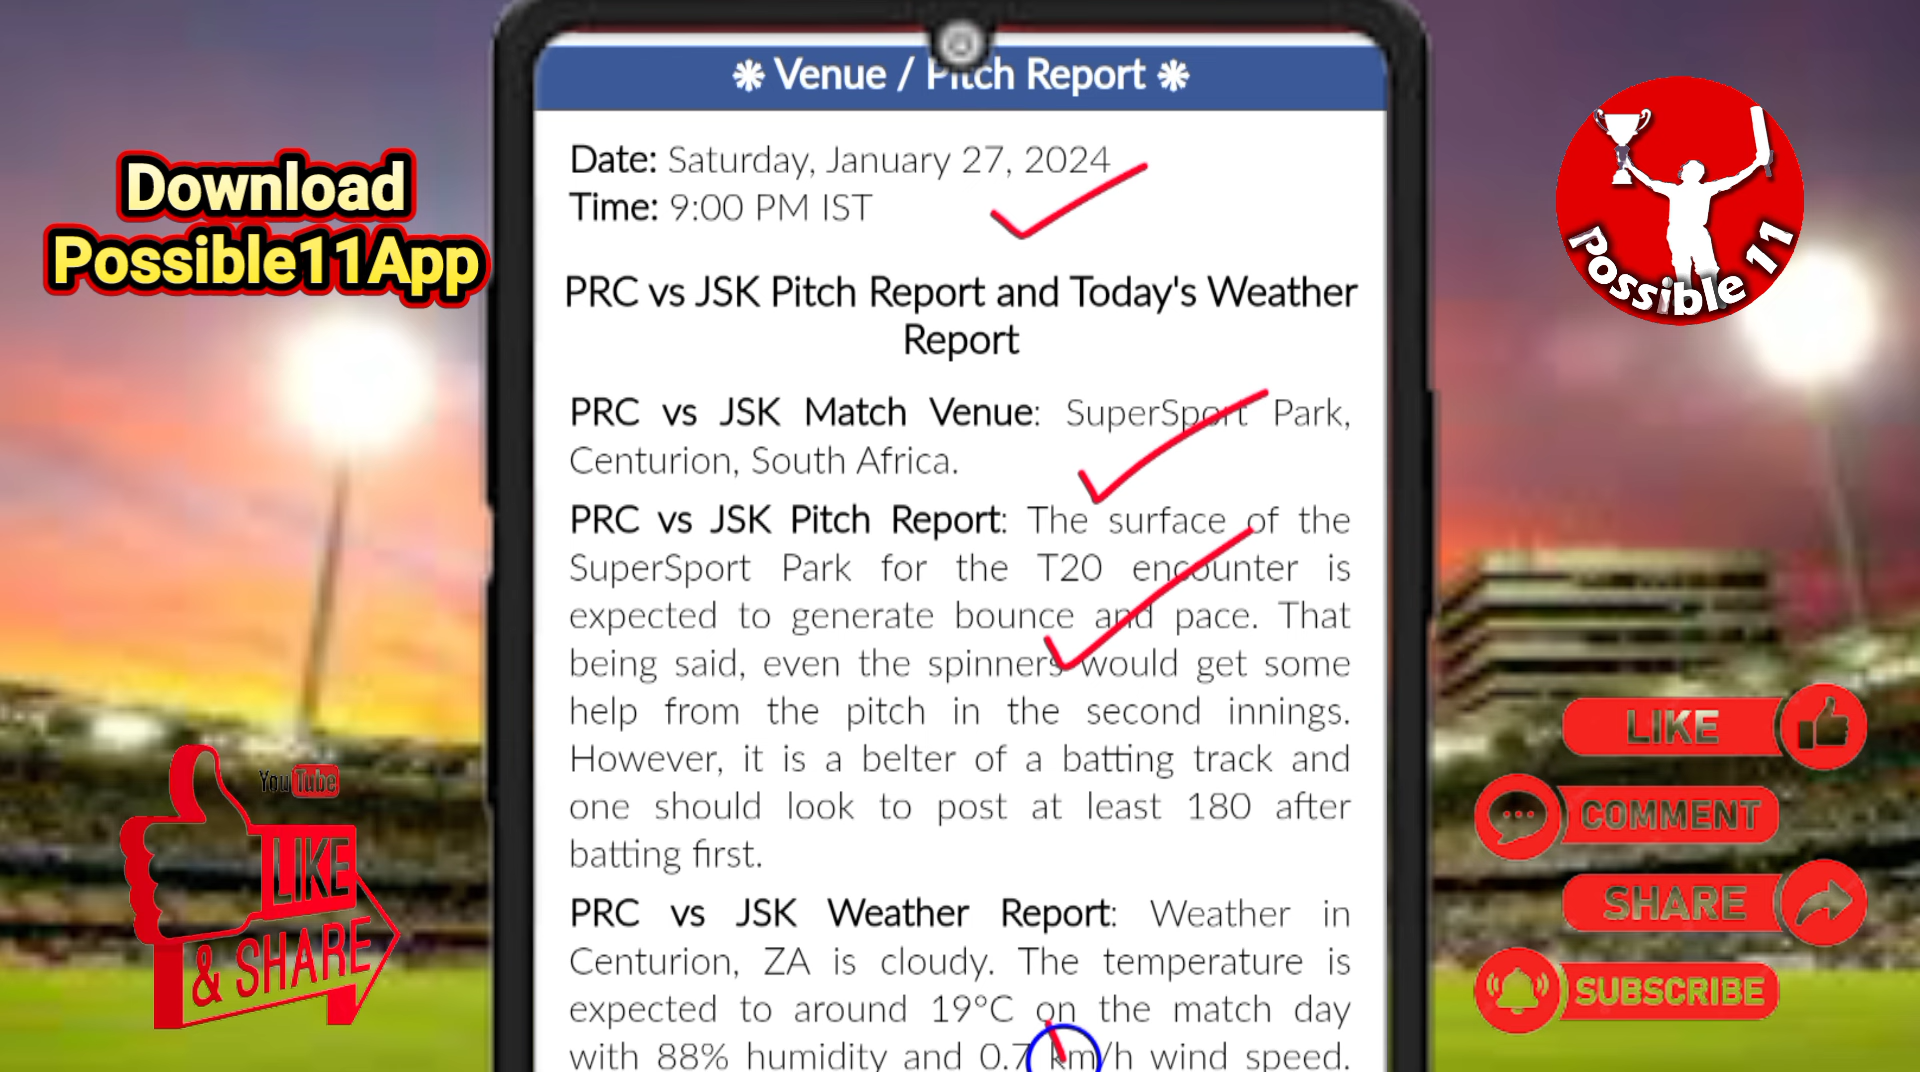 ❋ Venue / Pitch Report ❋
Date: Saturday, January 27, 2024
Time: 9:00 PM IST
PRC vs JSK Pitch Report and Today's Weather
Report
PRC vs JSK Match Venue: SuperSport Park,
Centurion, South Africa.
PRC vs JSK Pitch Report: The surface of the
SuperSport Park for the T20 encounter is
expected to generate bounce and pace. That
being said, even the spinners would get some
help from the pitch in the second innings.
However, it is a belter of a batting track and
one should look to post at least 180 after
batting first.
PRC vs JSK Weather Report: Weather in
Centurion, ZA is cloudy. The temperature is
expected to around 19°C on the match day
with 88% humidity and 0.7 km/h wind speed.
Download
Possible11App
YouTube
LIKE
& SHARE
Possible 11
LIKE
COMMENT
SHARE
SUBSCRIBE